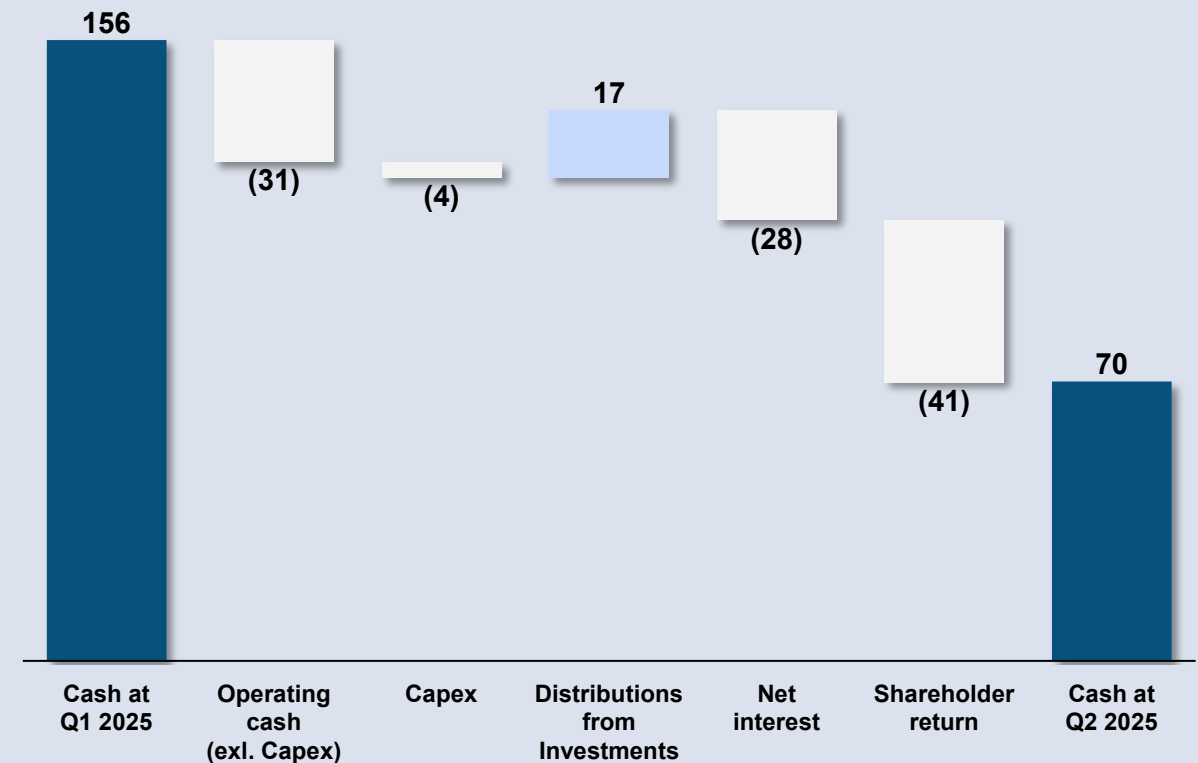 156
17
(31)
(4)
(28)
70
(41)
Cash at
Q1 2025
Operating
cash
(exl. Capex)
Capex
Distributions
from
Investments
Net
interest
Shareholder
return
Cash at
Q2 2025